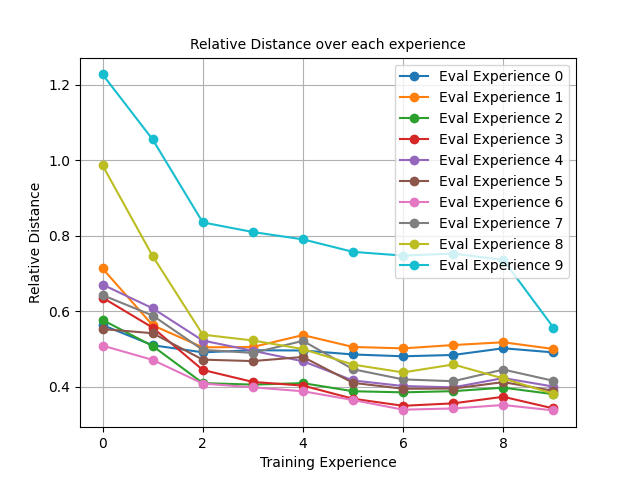 Relative Distance over each experience
Relative Distance
1.2
1.0
0.8
0.6
0.4
Eval Experience 0
Eval Experience 1
Eval Experience 2
Eval Experience 3
Eval Experience 4
Eval Experience 5
Eval Experience 6
Eval Experience 7
Eval Experience 8
Eval Experience 9
0 2 4 6 8
Training Experience